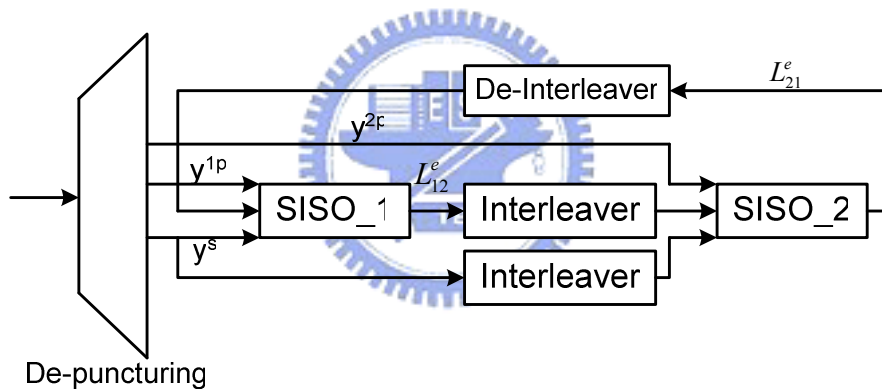 De-Interleaver
L^e_21
y^2p
y^1p
L^e_12
SISO_1
Interleaver
SISO_2
y^s
Interleaver
De-puncturing